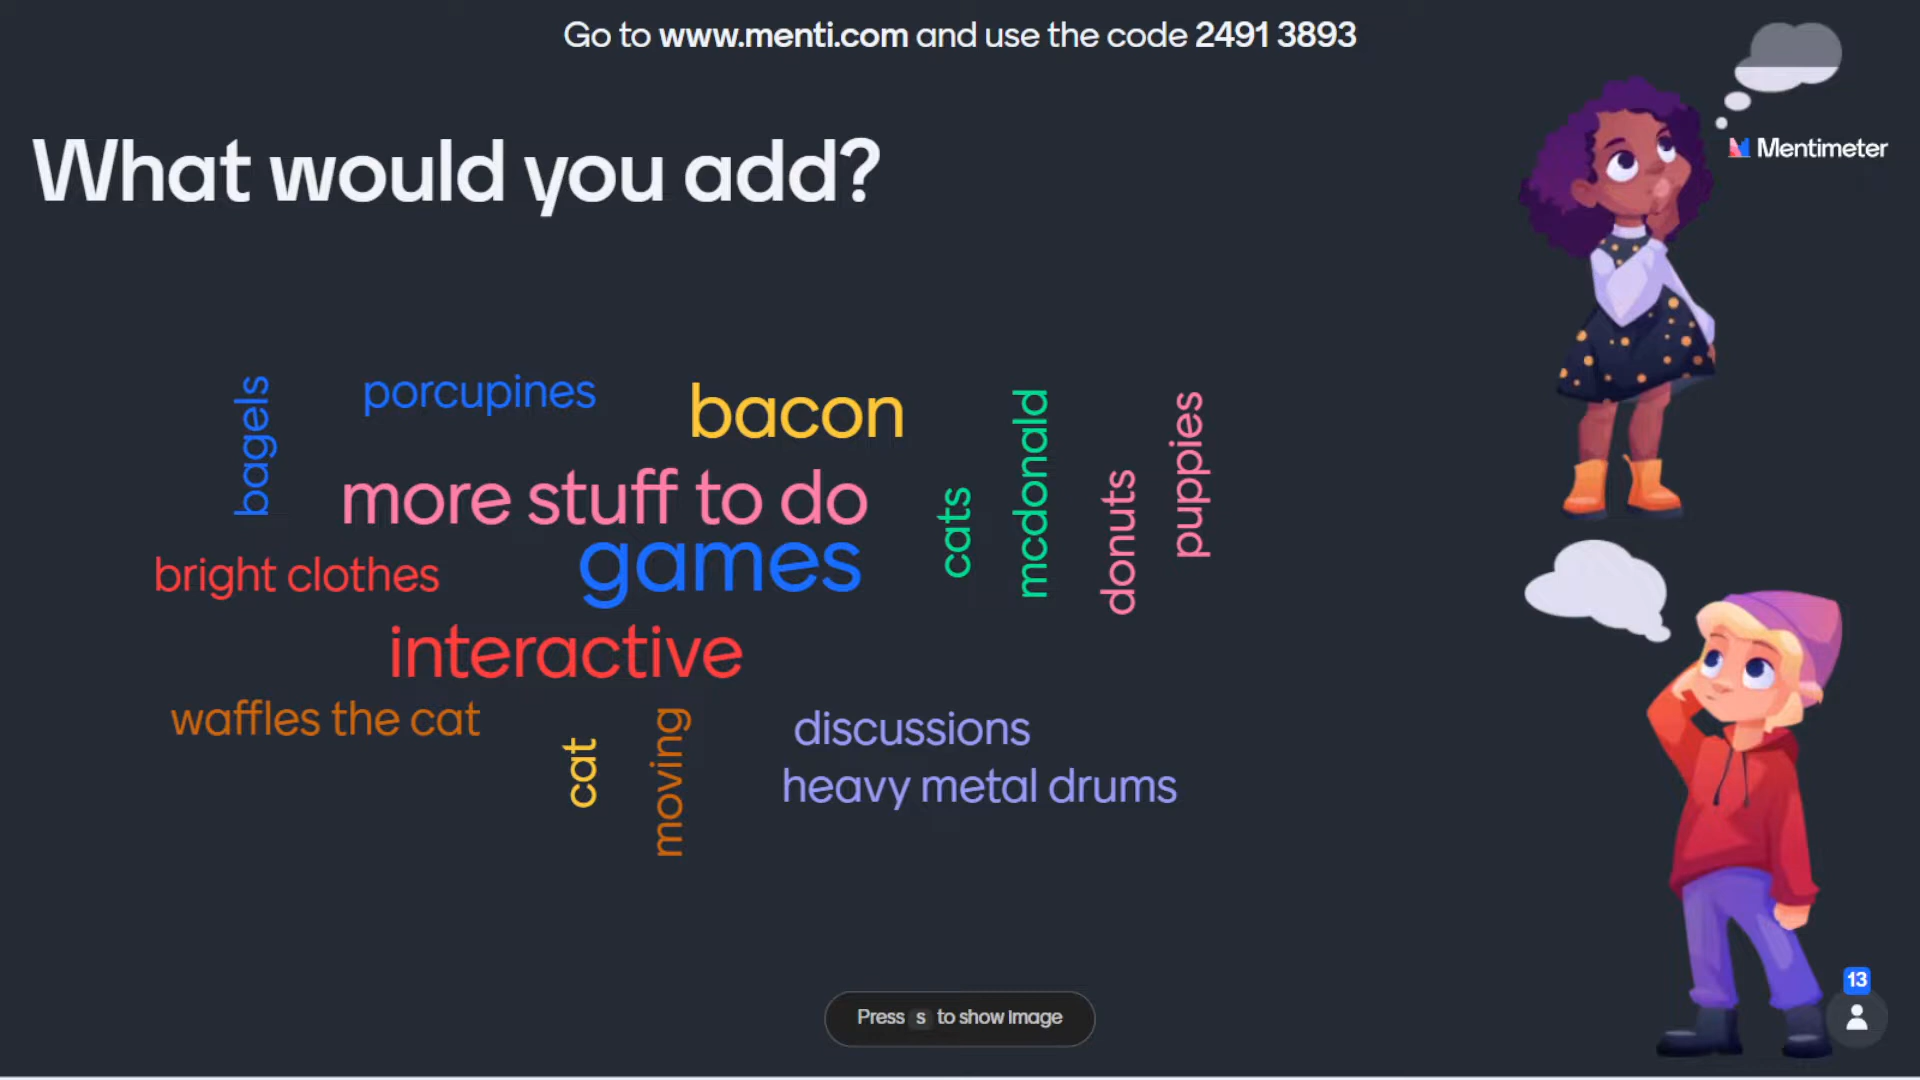 Go to www.menti.com and use the code 2491 3893
Mentimeter
What would you add?
bagels
porcupines
bacon
more stuff to do
cats
mcdonald
donuts
puppies
bright clothes
games
interactive
waffles the cat
cat
moving
discussions
heavy metal drums
13
Press s to show image